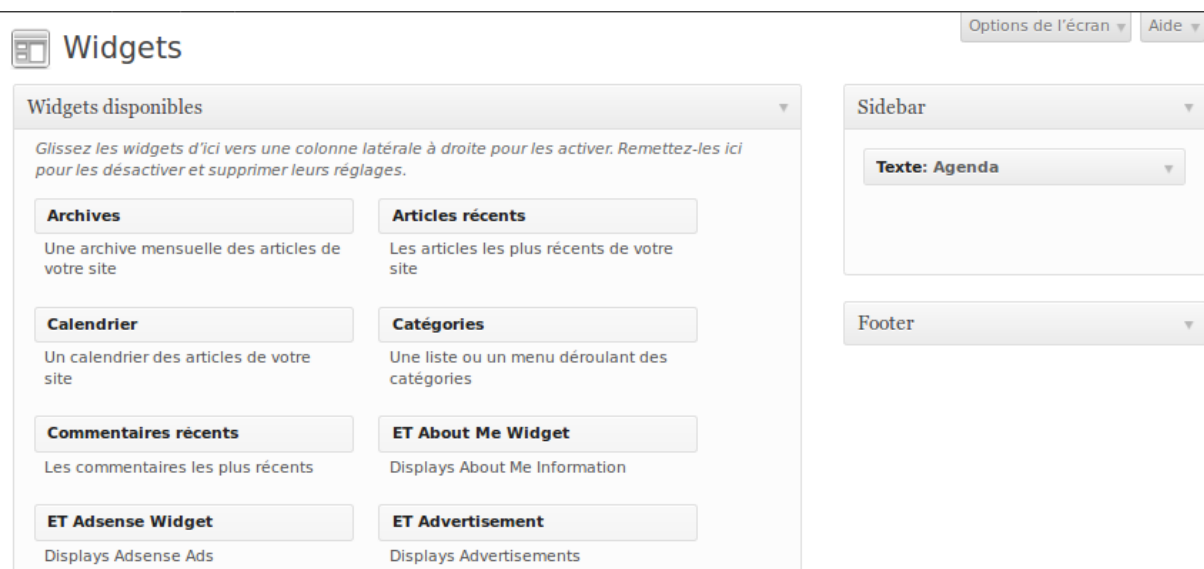 Options de l'écran
Aide
Widgets
Widgets disponibles
Glissez les widgets d'ici vers une colonne latérale à droite pour les activer. Remettez-les ici
pour les désactiver et supprimer leurs réglages.
Archives
Une archive mensuelle des articles de
votre site
Articles récents
Les articles les plus récents de votre
site
Calendrier
Un calendrier des articles de votre
site
Catégories
Une liste ou un menu déroulant des
catégories
Commentaires récents
Les commentaires les plus récents
ET About Me Widget
Displays About Me Information
ET Adsense Widget
Displays Adsense Ads
ET Advertisement
Displays Advertisements
Sidebar
Texte: Agenda
Footer